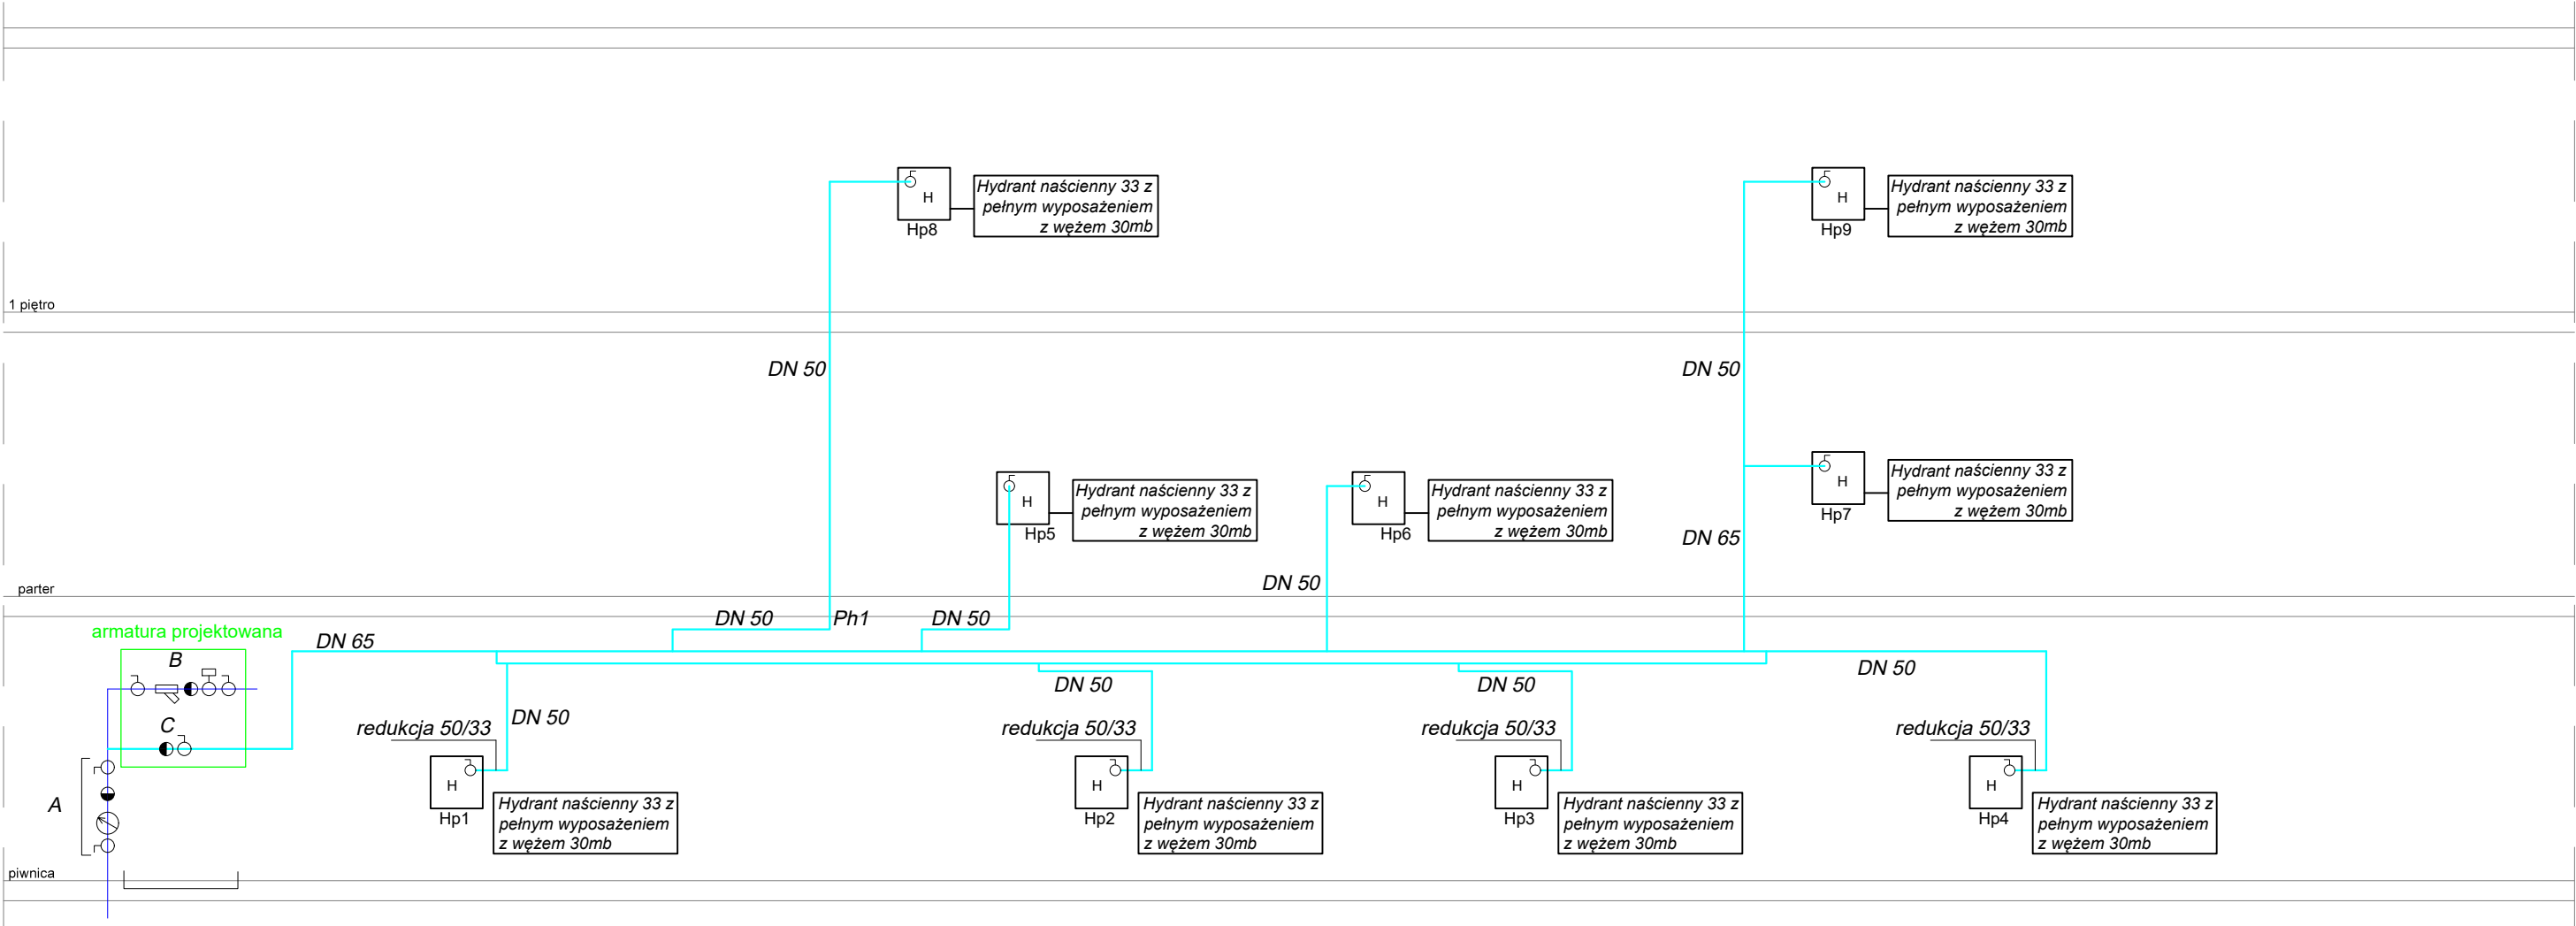 H
Hp8
Hydrant naścienny 33 z
pełnym wyposażeniem
z wężem 30mb
H
Hp9
Hydrant naścienny 33 z
pełnym wyposażeniem
z wężem 30mb
1 piętro
DN 50
DN 50
H
Hp5
Hydrant naścienny 33 z
pełnym wyposażeniem
z wężem 30mb
H
Hp6
Hydrant naścienny 33 z
pełnym wyposażeniem
z wężem 30mb
H
Hp7
Hydrant naścienny 33 z
pełnym wyposażeniem
z wężem 30mb
DN 65
DN 50
parter
DN 50
Ph1
DN 50
armatura projektowana
DN 65
B
DN 50
DN 50
DN 50
C
DN 50
redukcja 50/33
redukcja 50/33
redukcja 50/33
redukcja 50/33
A
H
Hp1
Hydrant naścienny 33 z
pełnym wyposażeniem
z wężem 30mb
H
Hp2
Hydrant naścienny 33 z
pełnym wyposażeniem
z wężem 30mb
H
Hp3
Hydrant naścienny 33 z
pełnym wyposażeniem
z wężem 30mb
H
Hp4
Hydrant naścienny 33 z
pełnym wyposażeniem
z wężem 30mb
piwnica